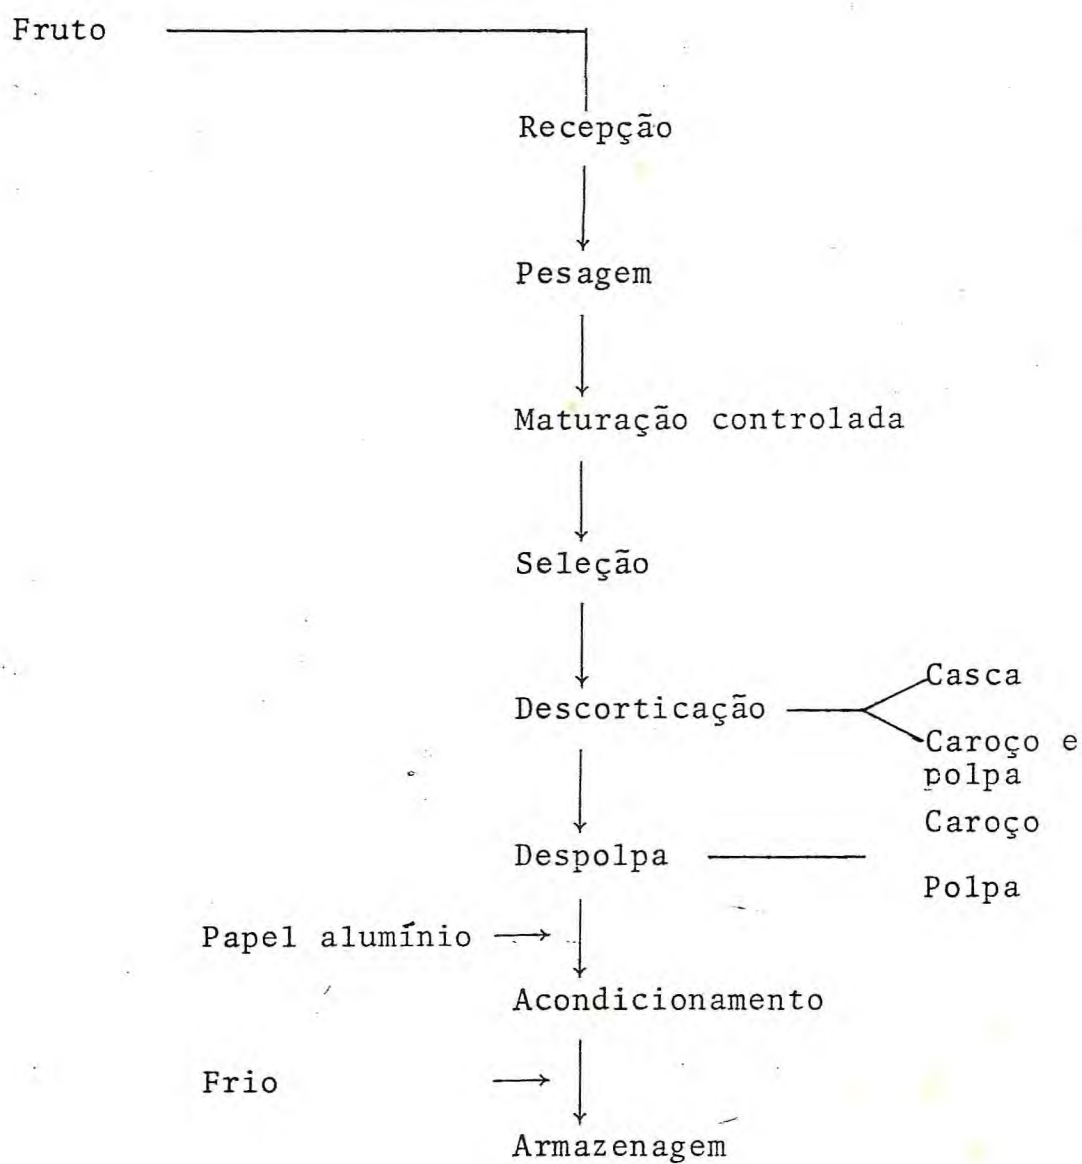 Fruto
Recepção
Pesagem
Maturação controlada
Seleção
Descorticação
Casca
Caroço e
polpa
Despolpa
Caroço
Polpa
Papel alumínio
Acondicionamento
Frio
Armazenagem